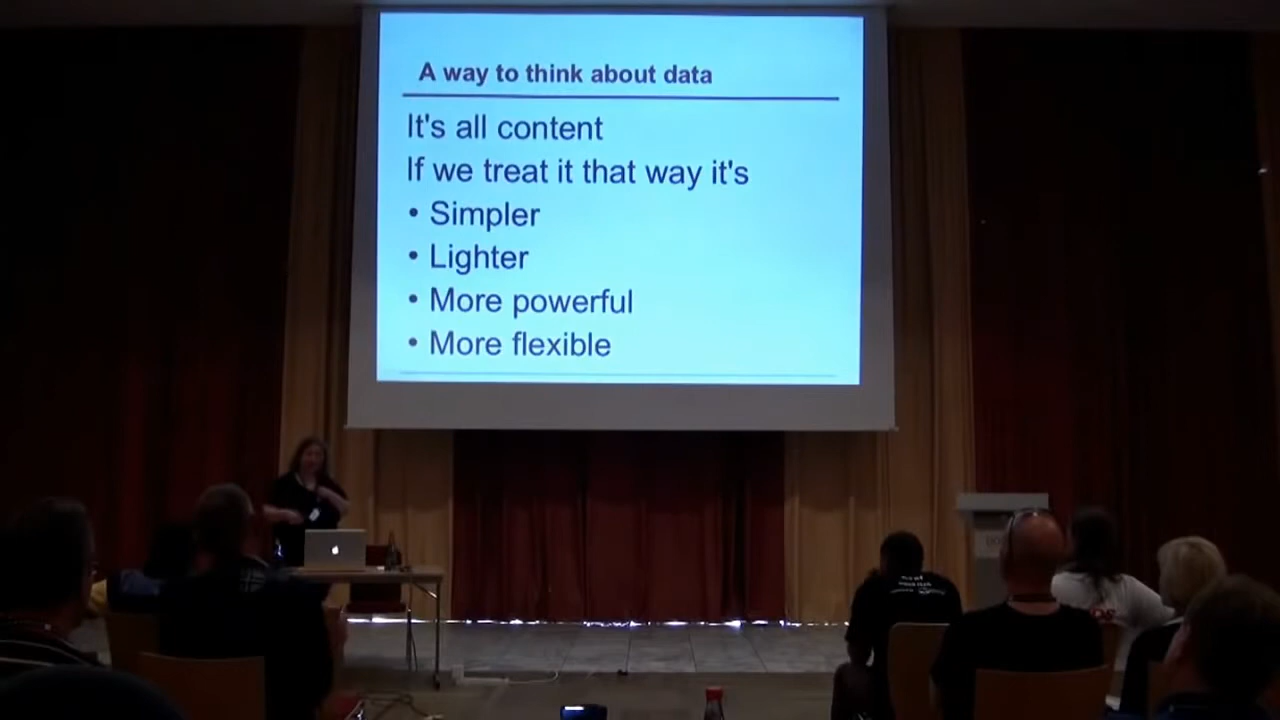 A way to think about data
It's all content
If we treat it that way it's
• Simpler
• Lighter
• More powerful
• More flexible